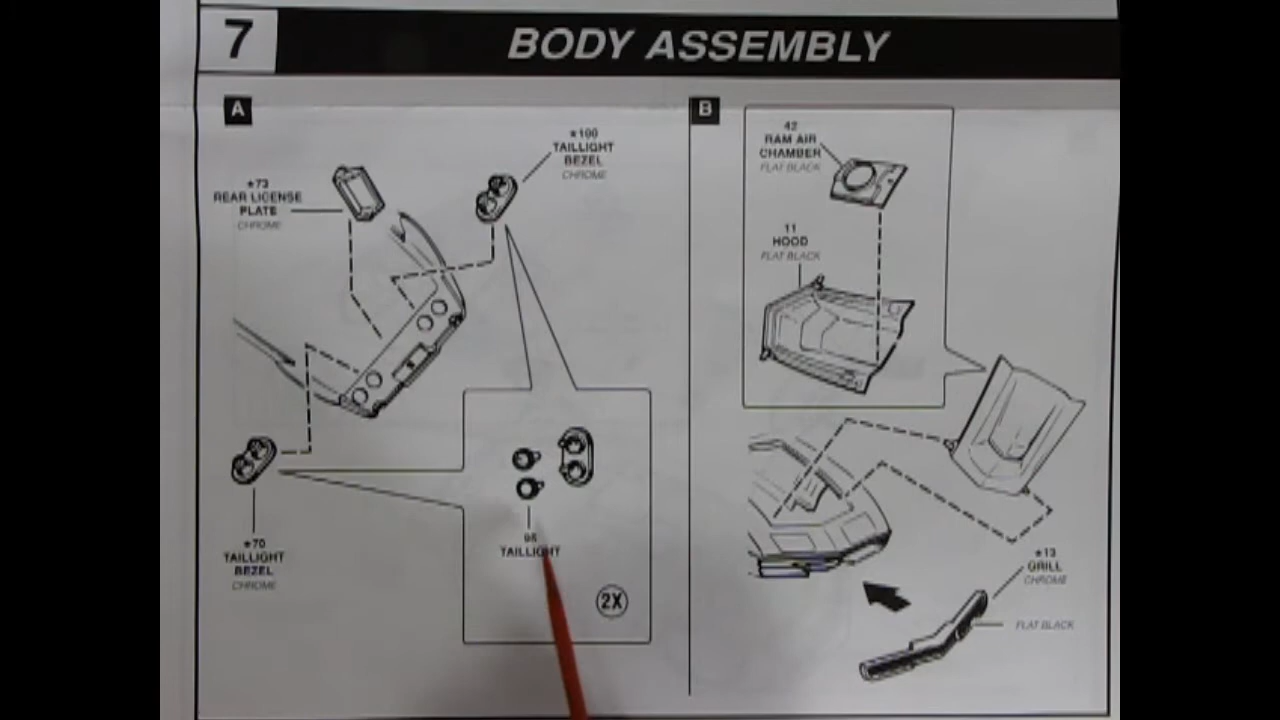 7
BODY ASSEMBLY
A
★100
TAILLIGHT
BEZEL
CHROME
★73
REAR LICENSE
PLATE
CHROME
★70
TAILLIGHT
BEZEL
CHROME
TAILLIGHT
2X
B
42
RAM AIR
CHAMBER
FLAT BLACK
11
HOOD
FLAT BLACK
★13
GRILL
CHROME
FLAT BLACK